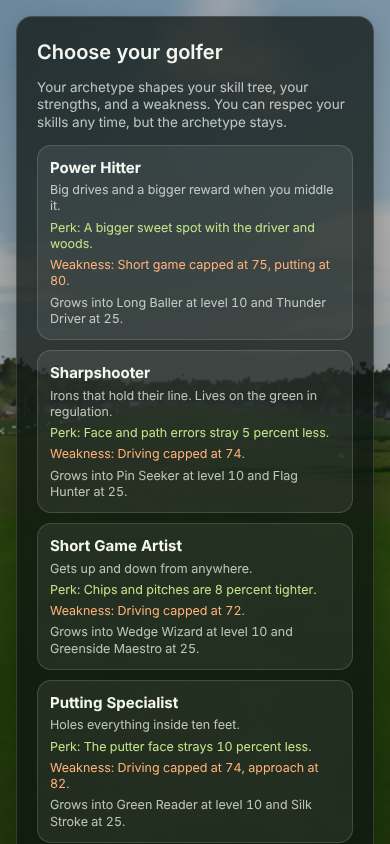 Choose your golfer
Your archetype shapes your skill tree, your
strengths, and a weakness. You can respec your
skills any time, but the archetype stays.
Power Hitter
Big drives and a bigger reward when you middle
it.
Perk: A bigger sweet spot with the driver and
woods.
Weakness: Short game capped at 75, putting at
80.
Grows into Long Baller at level 10 and Thunder
Driver at 25.
Sharpshooter
Irons that hold their line. Lives on the green in
regulation.
Perk: Face and path errors stray 5 percent less.
Weakness: Driving capped at 74.
Grows into Pin Seeker at level 10 and Flag
Hunter at 25.
Short Game Artist
Gets up and down from anywhere.
Perk: Chips and pitches are 8 percent tighter.
Weakness: Driving capped at 72.
Grows into Wedge Wizard at level 10 and
Greenside Maestro at 25.
Putting Specialist
Holes everything inside ten feet.
Perk: The putter face strays 10 percent less.
Weakness: Driving capped at 74, approach at
82.
Grows into Green Reader at level 10 and Silk
Stroke at 25.